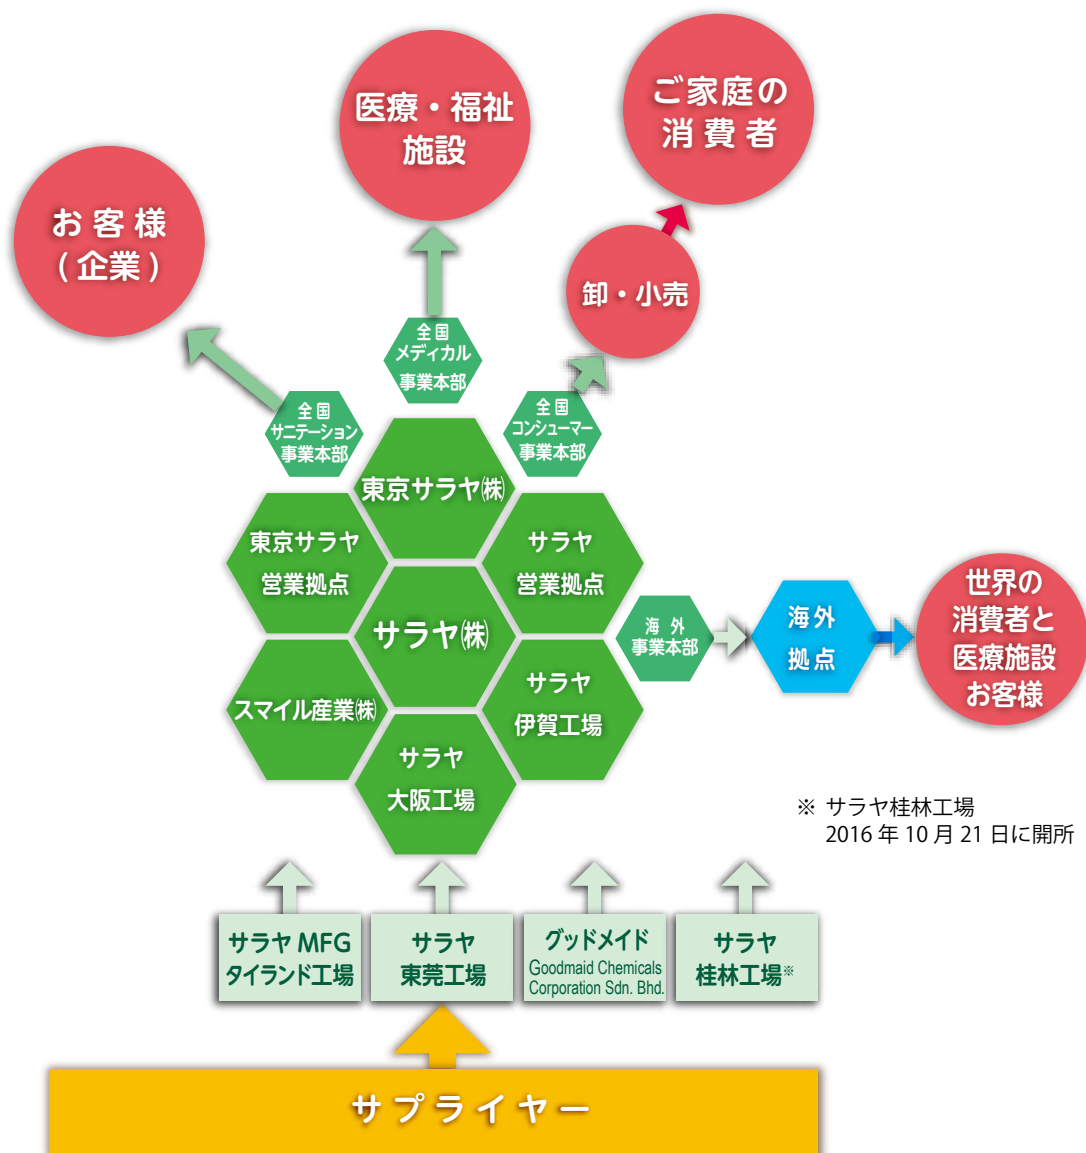 ご家庭の
消費者
医療・福祉
施設
お客様
(企業)
卸・小売
全国
メディカル
事業本部
全国
サニテーション
事業本部
全国
コンシューマー
事業本部
東京サラヤ㈱
東京サラヤ
営業拠点
サラヤ
営業拠点
サラヤ㈱
海外
事業本部
海外
拠点
世界の
消費者と
医療施設
お客様
スマイル産業㈱
サラヤ
伊賀工場
サラヤ
大阪工場
※ サラヤ桂林工場
2016年10月21日に開所
サラヤ MFG
タイランド工場
サラヤ
東莞工場
グッドメイド
Goodmaid Chemicals
Corporation Sdn. Bhd.
サラヤ
桂林工場※
サプライヤー